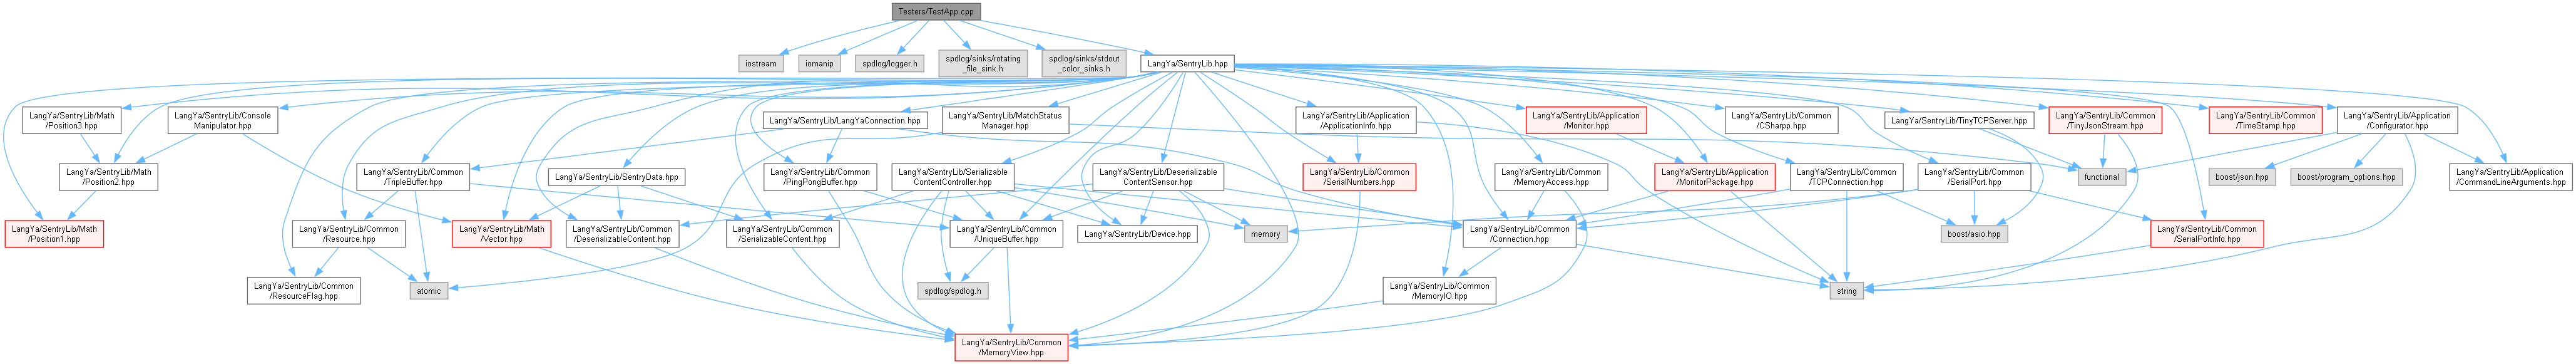 Testers/TestApp.cpp
iostream
iomanip
spdlog/logger.h
spdlog/sinks/rotating
_file_sink.h
spdlog/sinks/stdout
_color_sinks.h
LangYa/SentryLib.hpp
LangYa/SentryLib/Math
/Position3.hpp
LangYa/SentryLib/Console
Manipulator.hpp
LangYa/SentryLib/LangYaConnection.hpp
LangYa/SentryLib/MatchStatus
Manager.hpp
LangYa/SentryLib/Application
/ApplicationInfo.hpp
LangYa/SentryLib/Application
/Monitor.hpp
LangYa/SentryLib/Common
/CSharp.hpp
LangYa/SentryLib/TinyTCPServer.hpp
LangYa/SentryLib/Common
/TinyJsonStream.hpp
LangYa/SentryLib/Common
/TimeStamp.hpp
LangYa/SentryLib/Application
/Configurator.hpp
LangYa/SentryLib/Math
/Position2.hpp
LangYa/SentryLib/Common
/TripleBuffer.hpp
LangYa/SentryLib/SentryData.hpp
LangYa/SentryLib/Common
/PingPongBuffer.hpp
LangYa/SentryLib/Serializable
ContentController.hpp
LangYa/SentryLib/Deserializable
ContentSensor.hpp
LangYa/SentryLib/Common
/SerialNumbers.hpp
LangYa/SentryLib/Common
/MemoryAccess.hpp
LangYa/SentryLib/Application
/MonitorPackage.hpp
LangYa/SentryLib/Common
/TCPConnection.hpp
LangYa/SentryLib/Common
/SerialPort.hpp
functional
boost/json.hpp
boost/program_options.hpp
LangYa/SentryLib/Application
/CommandLineArguments.hpp
LangYa/SentryLib/Math
/Position1.hpp
LangYa/SentryLib/Common
/Resource.hpp
LangYa/SentryLib/Math
/Vector.hpp
LangYa/SentryLib/Common
/DeserializableContent.hpp
LangYa/SentryLib/Common
/SerializableContent.hpp
LangYa/SentryLib/Common
/UniqueBuffer.hpp
LangYa/SentryLib/Device.hpp
memory
LangYa/SentryLib/Common
/Connection.hpp
boost/asio.hpp
LangYa/SentryLib/Common
/SerialPortInfo.hpp
LangYa/SentryLib/Common
/ResourceFlag.hpp
atomic
spdlog/spdlog.h
LangYa/SentryLib/Common
/MemoryIO.hpp
string
LangYa/SentryLib/Common
/MemoryView.hpp